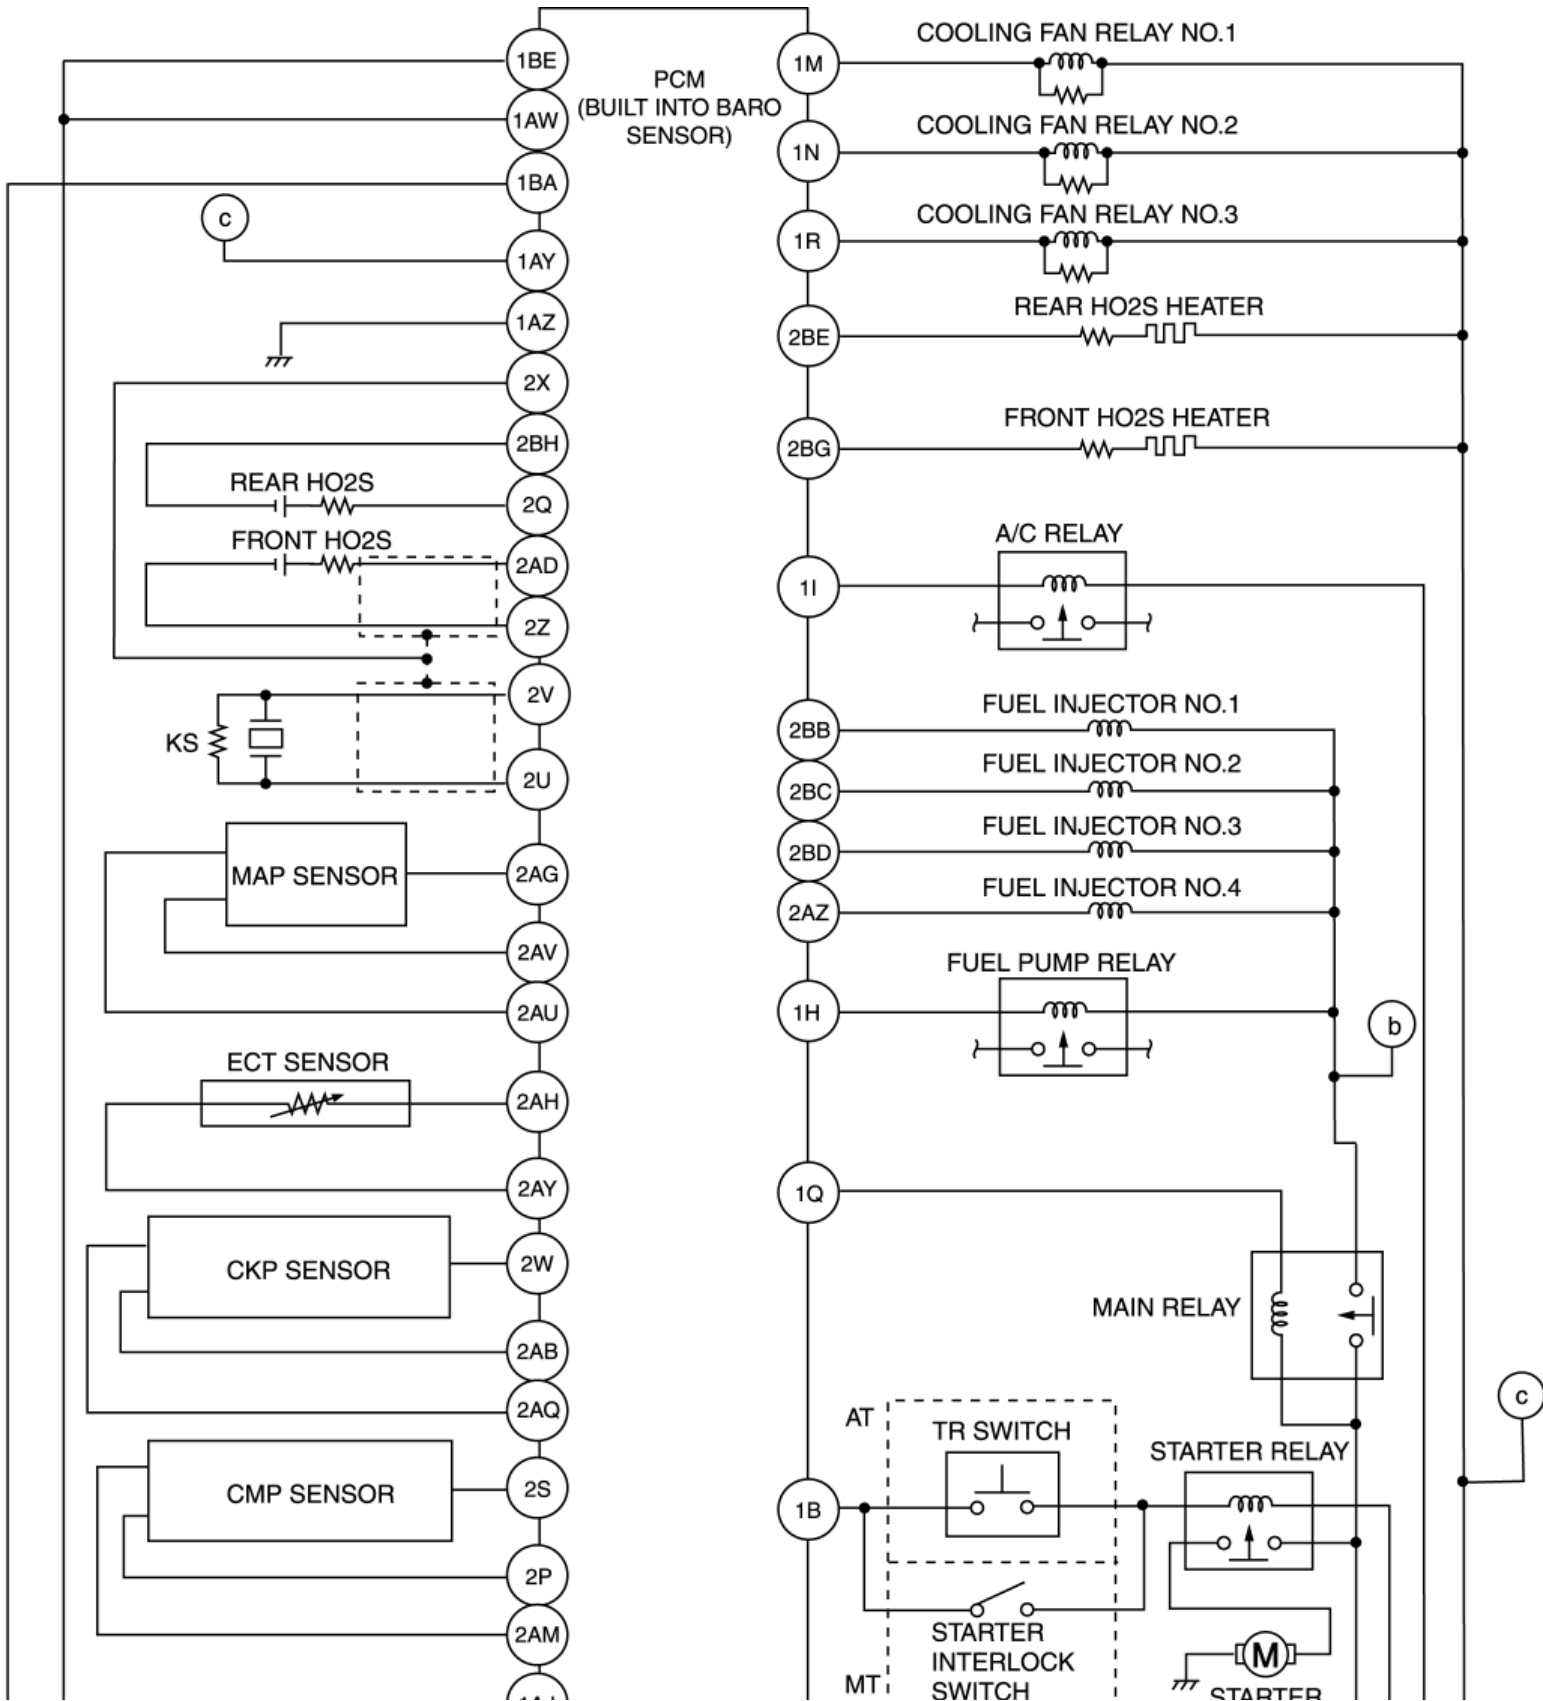 1BE
1AW
1BA
c
1AY
1AZ
2X
2BH
REAR HO2S
2Q
FRONT HO2S
2AD
2Z
2V
KS
2U
MAP SENSOR
2AG
2AV
2AU
ECT SENSOR
2AH
2AY
CKP SENSOR
2W
2AB
2AQ
CMP SENSOR
2S
2P
2AM
PCM
(BUILT INTO BARO
SENSOR)
COOLING FAN RELAY NO.1
1M
COOLING FAN RELAY NO.2
1N
COOLING FAN RELAY NO.3
1R
REAR HO2S HEATER
2BE
FRONT HO2S HEATER
2BG
A/C RELAY
1I
FUEL INJECTOR NO.1
2BB
FUEL INJECTOR NO.2
2BC
FUEL INJECTOR NO.3
2BD
FUEL INJECTOR NO.4
2AZ
FUEL PUMP RELAY
1H
b
1Q
MAIN RELAY
c
AT
TR SWITCH
STARTER RELAY
1B
STARTER
INTERLOCK
SWITCH
MT
M
STARTER